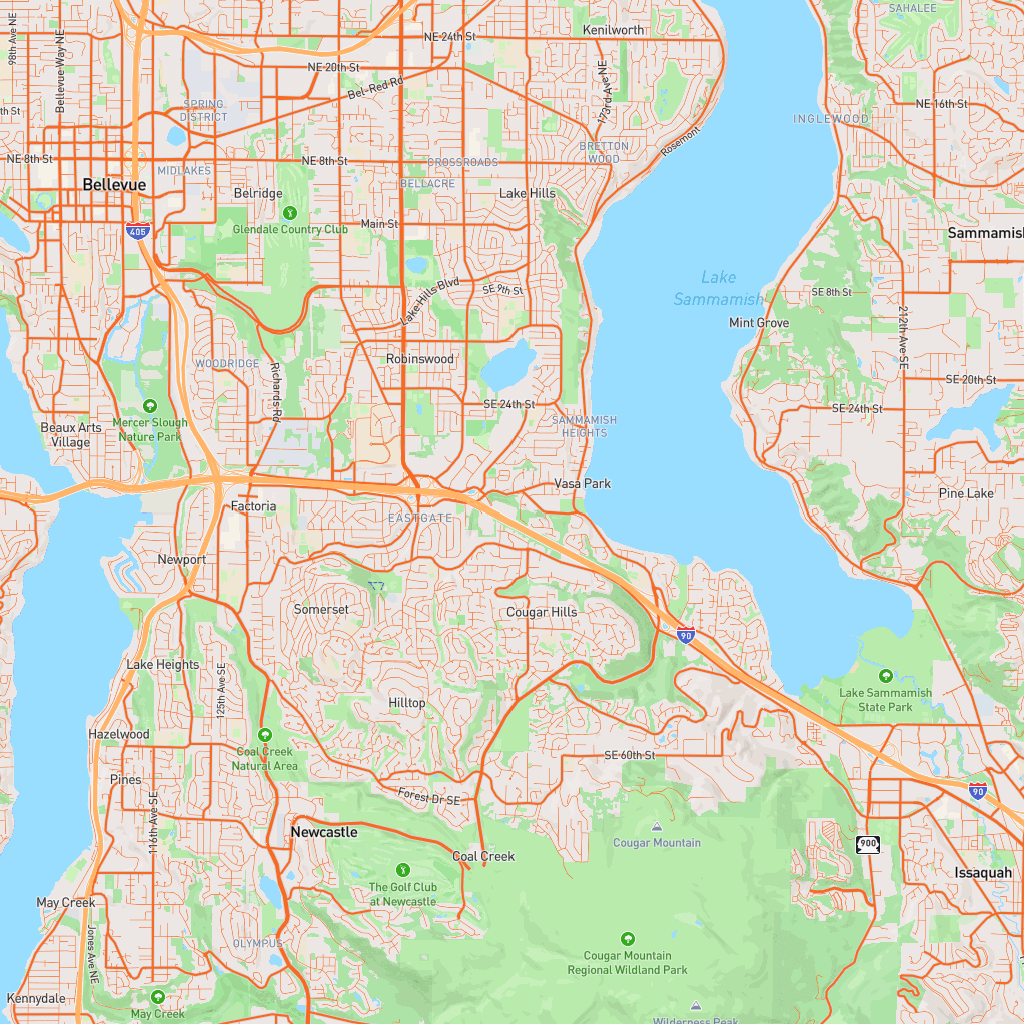 SAHALEE
98th Ave NE
Bellevue Way NE
NE 24th St
Kenilworth
NE 20th St
Bel-Red Rd
173rd Ave NE
th St
SPRING
DISTRICT
NE 16th St
INGLEWOOD
BRETTON
WOOD
Rosemont
NE 8th St
MIDLAKES
NE 8th St
CROSSROADS
Bellevue
Belridge
BELLACRE
Lake Hills
405
Glendale Country Club
Main St
Sammamish
Lake
Sammamish
Lake Hills Blvd
SE 9th St
SE 8th St
Mint Grove
212th Ave SE
WOODRIDGE
Richards Rd
Robinswood
SE 20th St
SE 24th St
SE 24th St
Mercer Slough
Nature Park
Beaux Arts
Village
SAMMAMISH
HEIGHTS
Vasa Park
Pine Lake
Factoria
EASTGATE
Newport
Somerset
Cougar Hills
90
Lake Heights
125th Ave SE
Hilltop
Lake Sammamish
State Park
Hazelwood
Coal Creek
Natural Area
SE 60th St
Pines
Forest Dr SE
90
116th Ave SE
Newcastle
Cougar Mountain
900
Coal Creek
Issaquah
The Golf Club
at Newcastle
May Creek
Jones Ave NE
OLYMPUS
Cougar Mountain
Regional Wildland Park
Kennydale
May Creek
Wilderness Peak